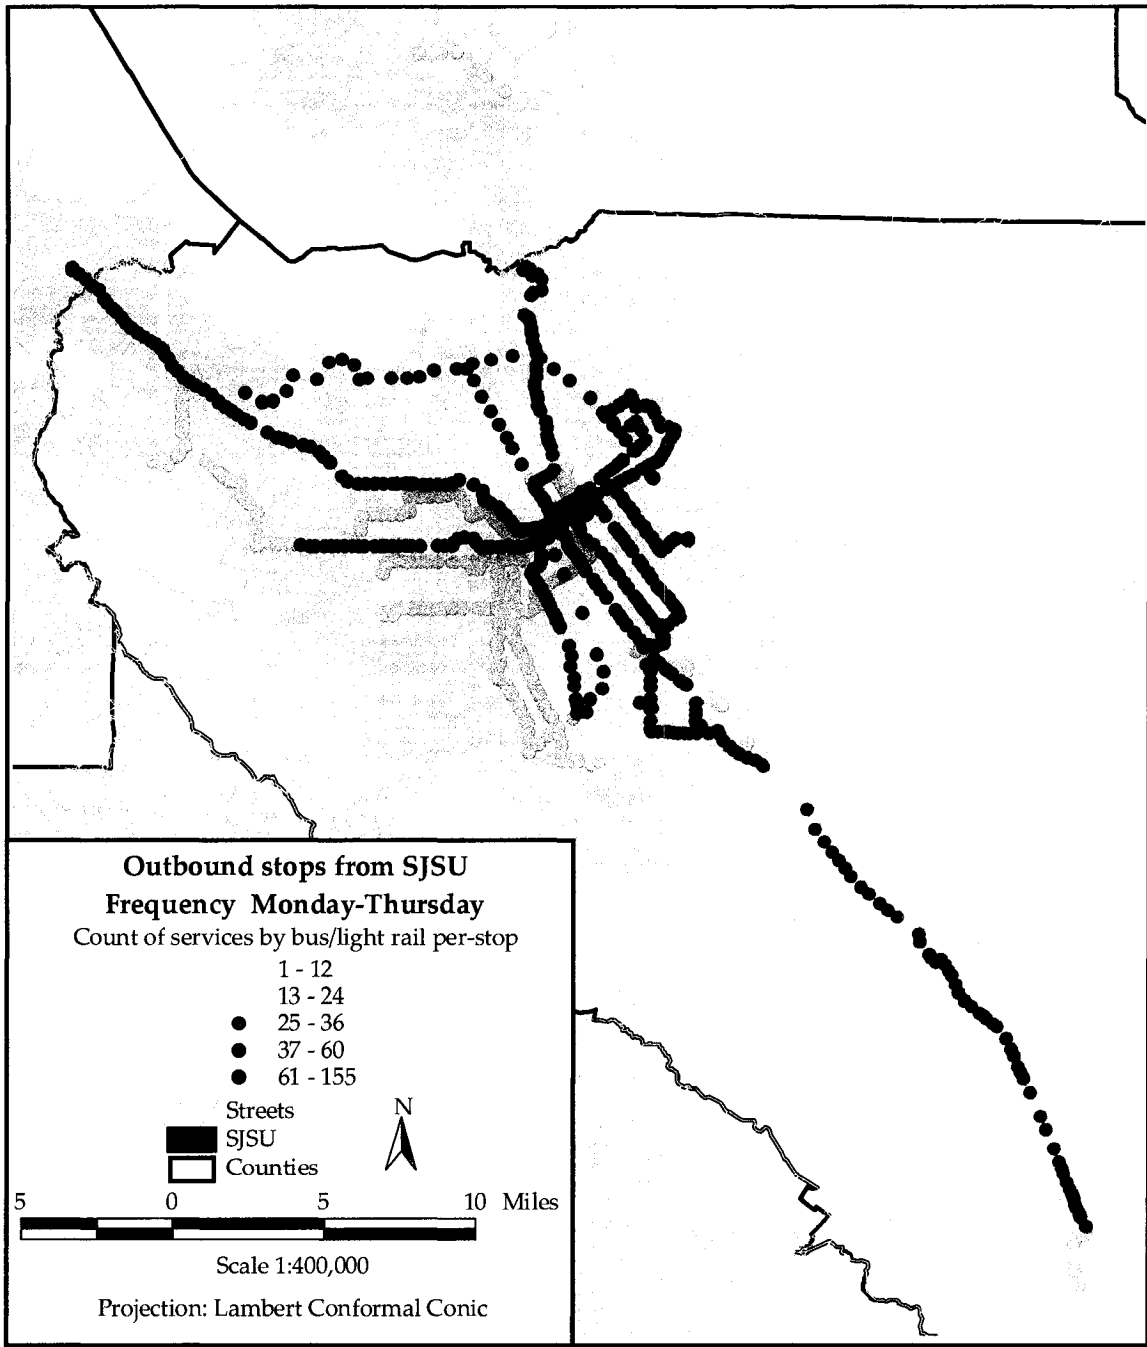 Outbound stops from SJSU
Frequency Monday-Thursday
Count of services by bus/light rail per-stop
1 - 12
13 - 24
25 - 36
37 - 60
61 - 155
Streets
SJSU
Counties
N
5 0 5 10 Miles
Scale 1:400,000
Projection: Lambert Conformal Conic